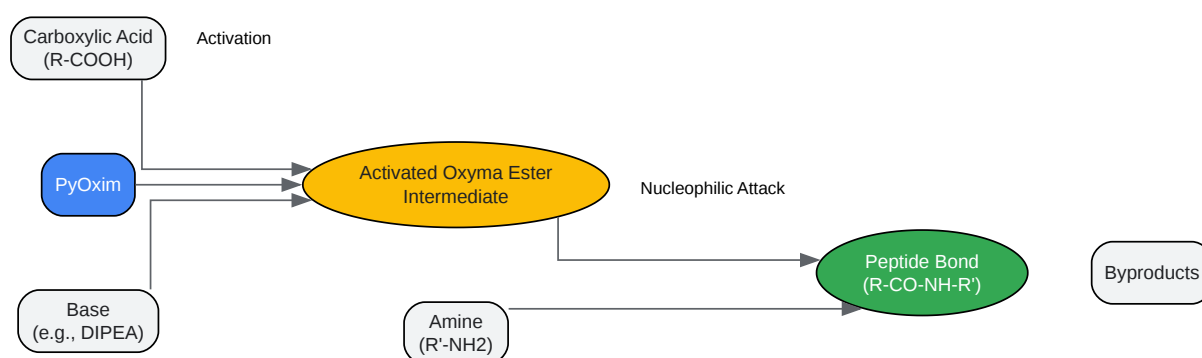 Carboxylic Acid
(R-COOH)
Activation
PyOxim
Activated Oxyma Ester
Intermediate
Nucleophilic Attack
Base
(e.g., DIPEA)
Amine
(R'-NH2)
Peptide Bond
(R-CO-NH-R')
Byproducts